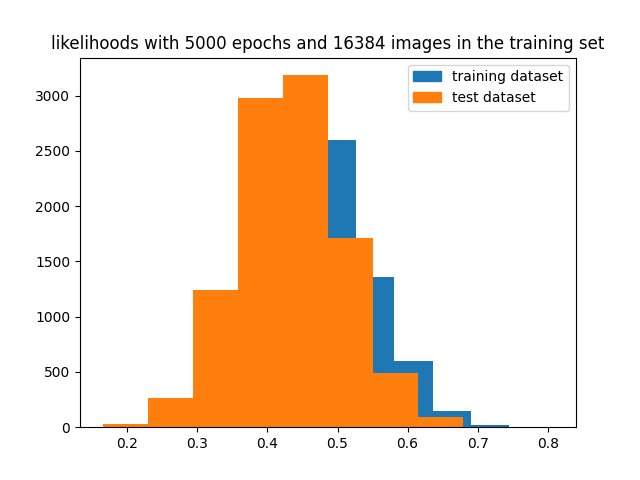 likelihoods with 5000 epochs and 16384 images in the training set
training dataset
test dataset
3000
2500
2000
1500
1000
500
0
0.2 0.3 0.4 0.5 0.6 0.7 0.8